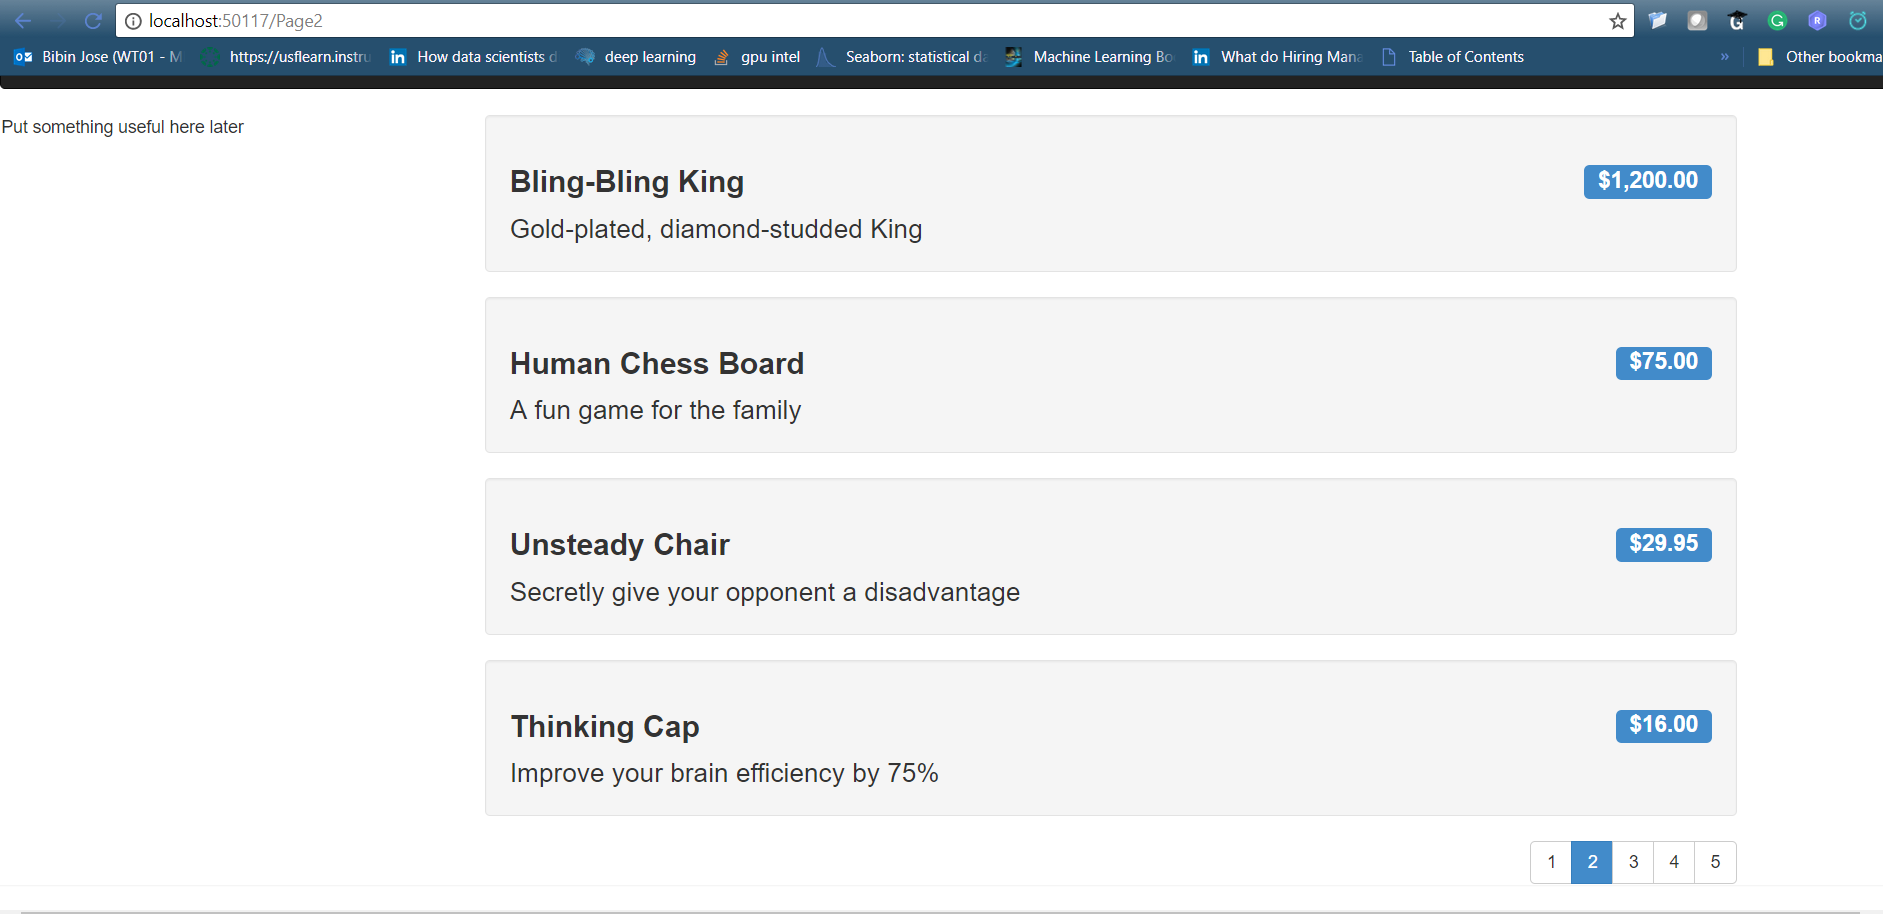 localhost:50117/Page2
Bibin Jose (WT01 - M
https://usflearn.instru
How data scientists d
deep learning
gpu intel
Seaborn: statistical da
Machine Learning Bo
What do Hiring Mana
Table of Contents
»
Other bookma
Put something useful here later
Bling-Bling King
$1,200.00
Gold-plated, diamond-studded King
Human Chess Board
$75.00
A fun game for the family
Unsteady Chair
$29.95
Secretly give your opponent a disadvantage
Thinking Cap
$16.00
Improve your brain efficiency by 75%
1 2 3 4 5